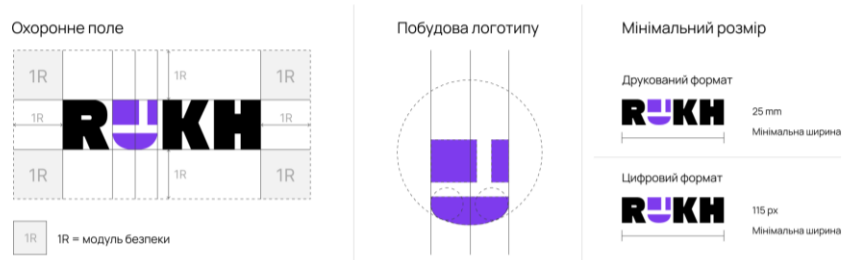 Охоронне поле
1R
1R
1R
1R
RUKH
1R
1R
1R
1R
1R
1R = модуль безпеки
Побудова логотипу
Мінімальний розмір
Друкований формат
RUKH
25 mm
Мінімальна ширина
Цифровий формат
RUKH
115 px
Мінімальна ширина